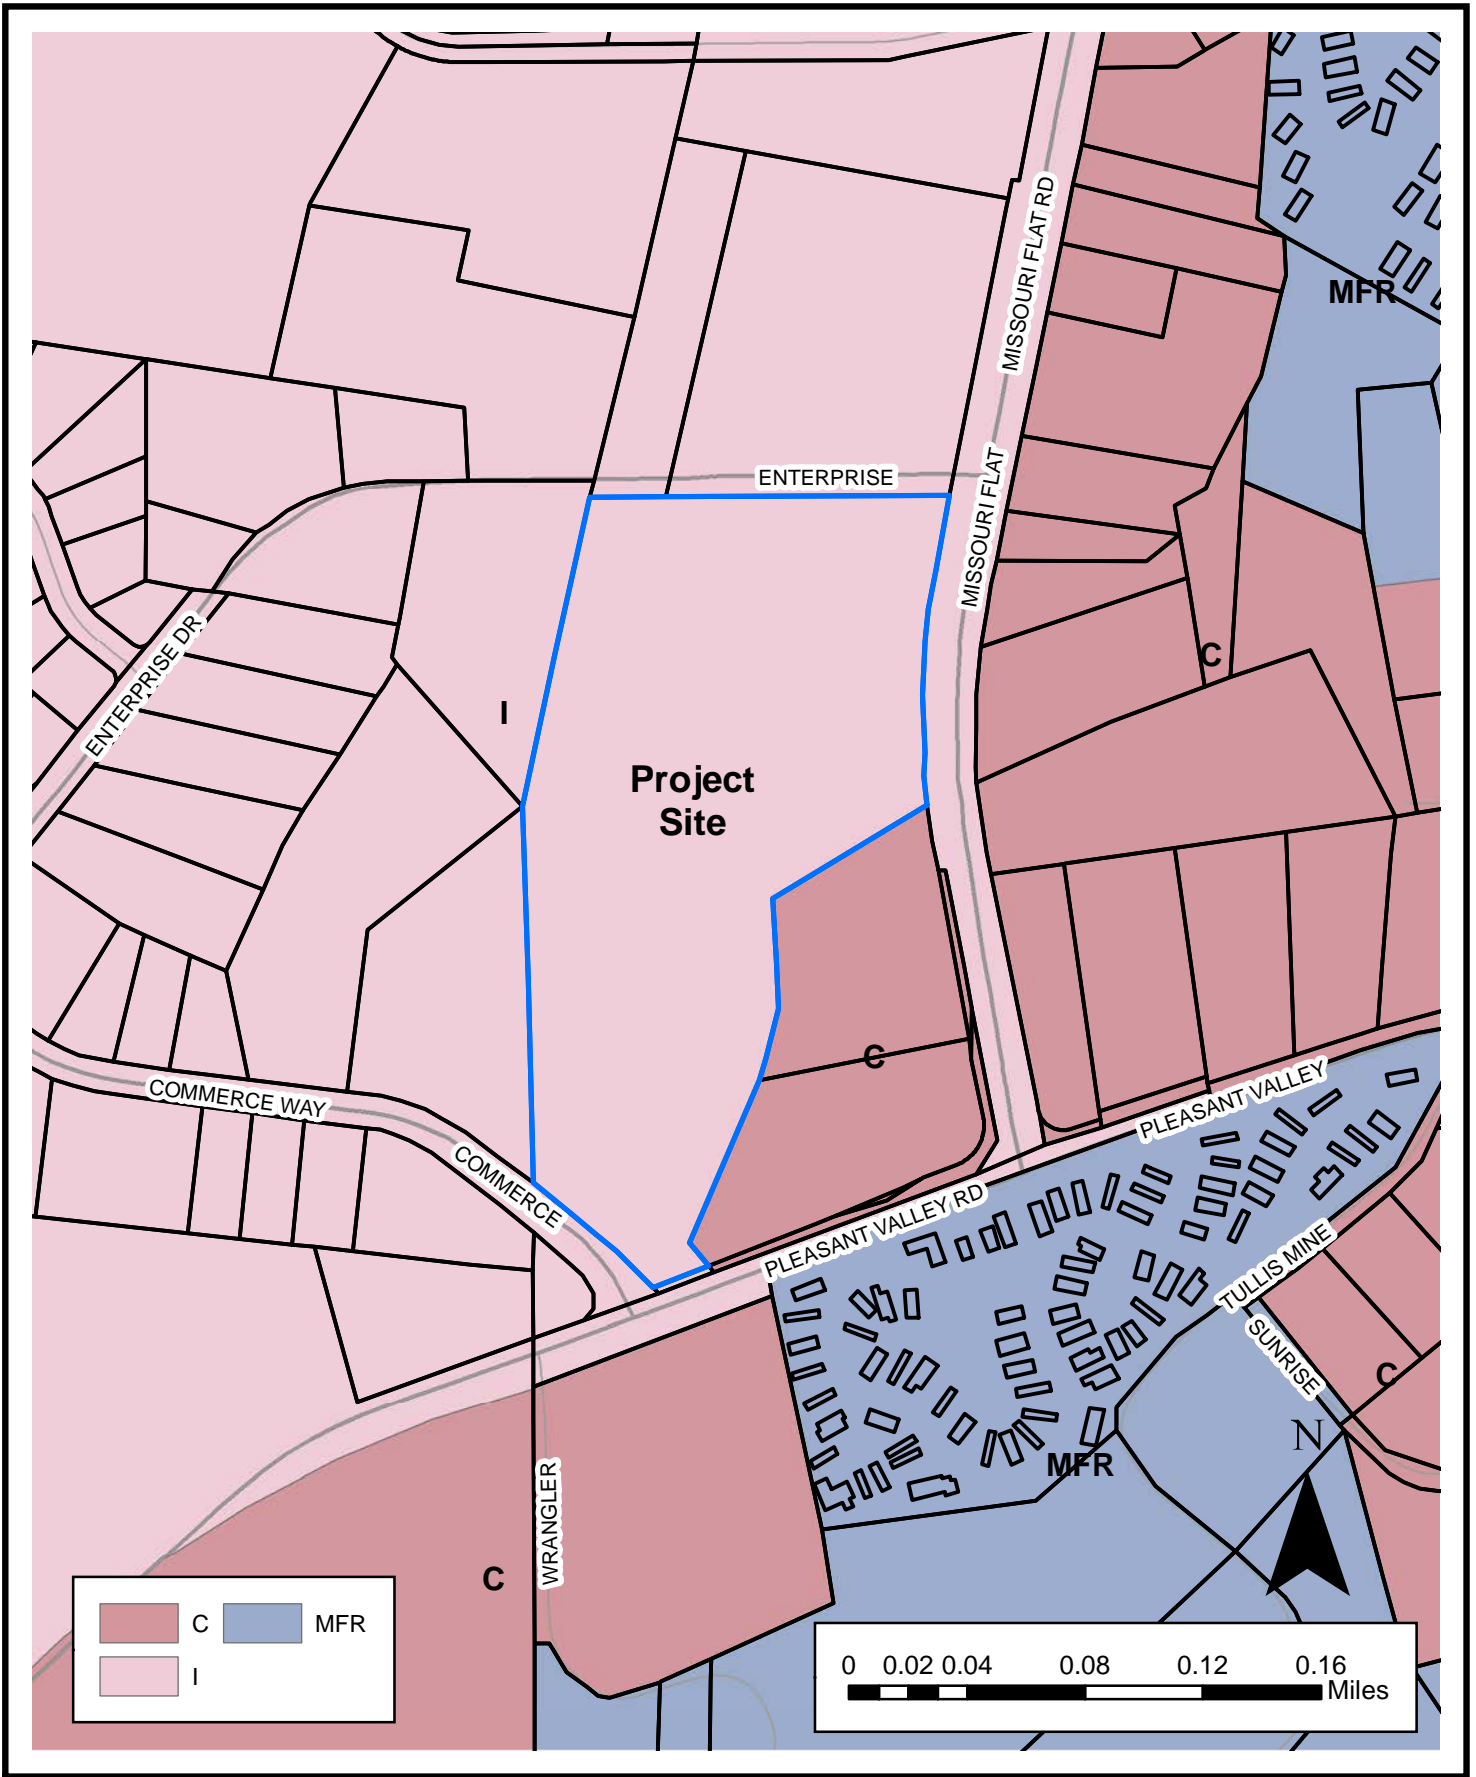 MISSOURI FLAT RD
MFR
ENTERPRISE
MISSOURI FLAT
ENTERPRISE DR
C
I
Project
Site
C
COMMERCE WAY
COMMERCE
PLEASANT VALLEY
PLEASANT VALLEY RD
TULLIS MINE
SUNRISE
C
N
MFR
WRANGLER
C
C MFR
I
0 0.02 0.04 0.08 0.12 0.16
Miles